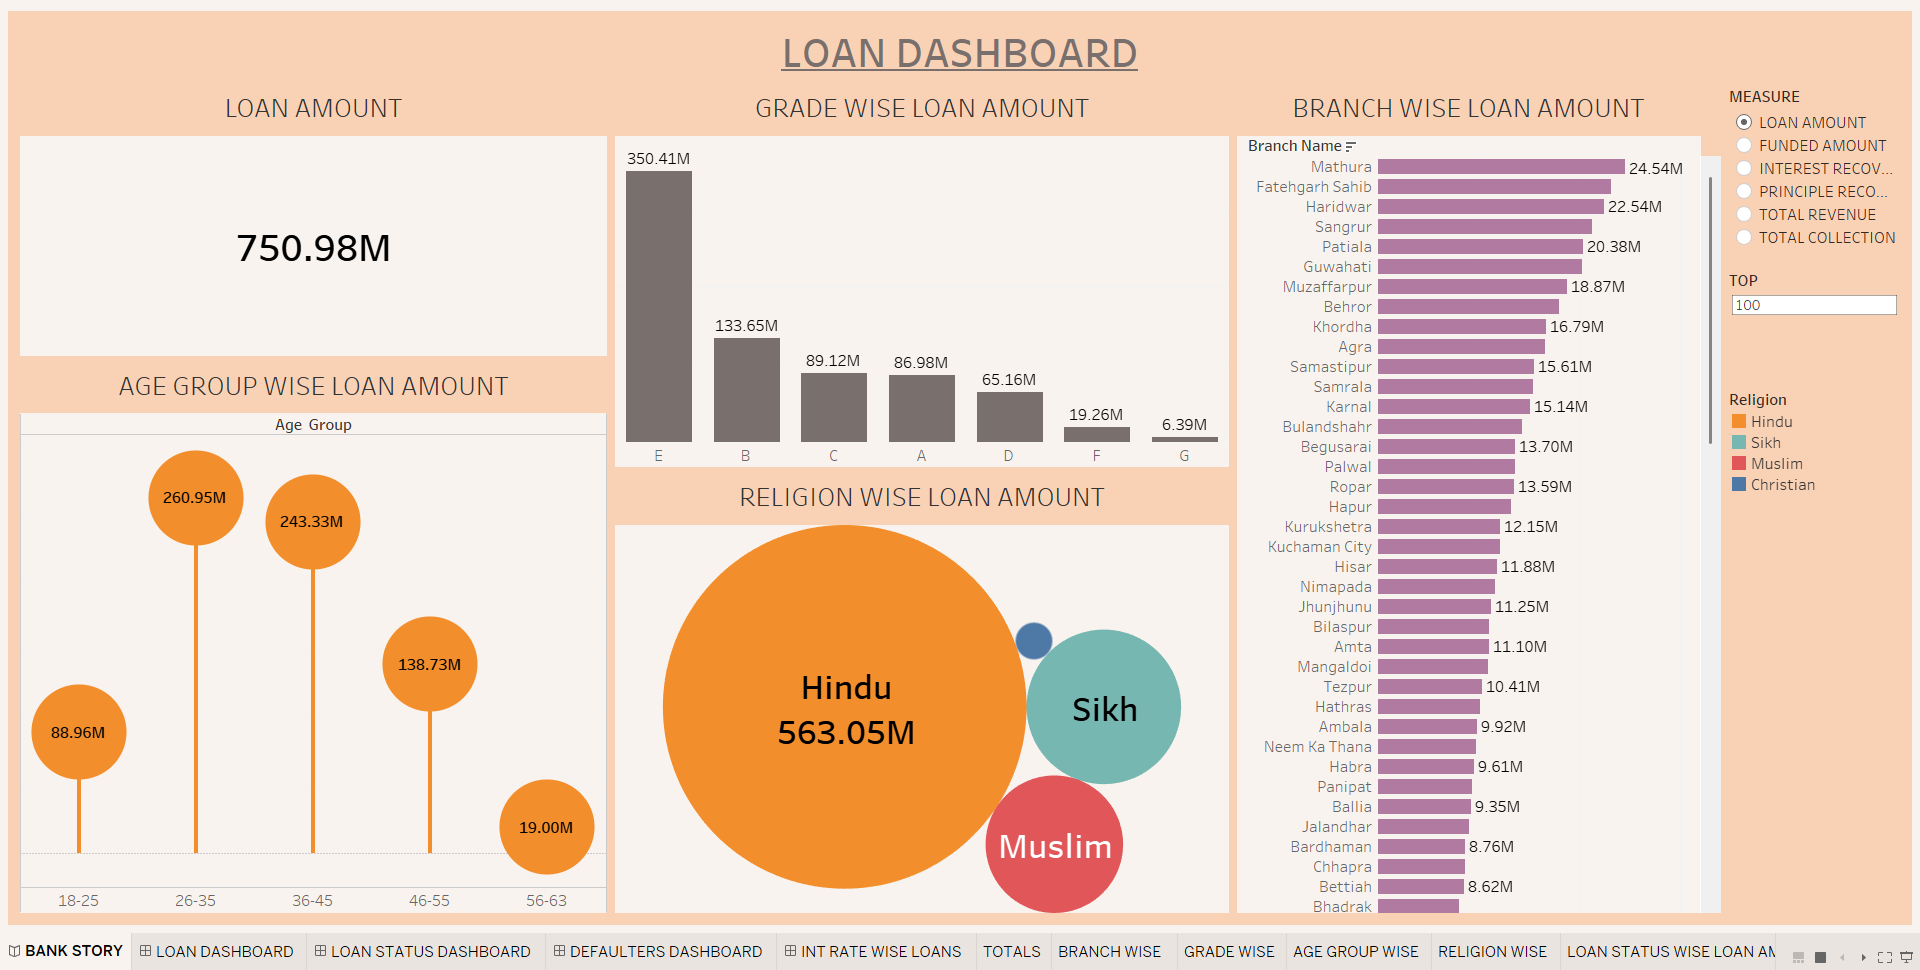 LOAN DASHBOARD
LOAN AMOUNT
750.98M
AGE GROUP WISE LOAN AMOUNT
Age Group
260.95M
243.33M
138.73M
88.96M
19.00M
18-25 26-35 36-45 46-55 56-63
GRADE WISE LOAN AMOUNT
350.41M
133.65M
89.12M
86.98M
65.16M
19.26M
6.39M
E B C A D F G
RELIGION WISE LOAN AMOUNT
Hindu
563.05M
Sikh
Muslim
BRANCH WISE LOAN AMOUNT
Branch Name
Mathura 24.54M
Fatehgarh Sahib
Haridwar 22.54M
Sangrur
Patiala 20.38M
Guwahati
Muzaffarpur 18.87M
Behror
Khordha 16.79M
Agra
Samastipur 15.61M
Samrala
Karnal 15.14M
Bulandshahr
Begusarai 13.70M
Palwal
Ropar 13.59M
Hapur
Kurukshetra 12.15M
Kuchaman City
Hisar 11.88M
Nimapada
Jhunjhunu 11.25M
Bilaspur
Amta 11.10M
Mangaldoi
Tezpur 10.41M
Hathras
Ambala 9.92M
Neem Ka Thana
Habra 9.61M
Panipat
Ballia 9.35M
Jalandhar
Bardhaman 8.76M
Chhapra
Bettiah 8.62M
Bhadrak
MEASURE
LOAN AMOUNT
FUNDED AMOUNT
INTEREST RECOV...
PRINCIPLE RECO...
TOTAL REVENUE
TOTAL COLLECTION
TOP
100
Religion
Hindu
Sikh
Muslim
Christian
BANK STORY LOAN DASHBOARD LOAN STATUS DASHBOARD DEFAULTERS DASHBOARD INT RATE WISE LOANS TOTALS BRANCH WISE GRADE WISE AGE GROUP WISE RELIGION WISE LOAN STATUS WISE LOAN AM